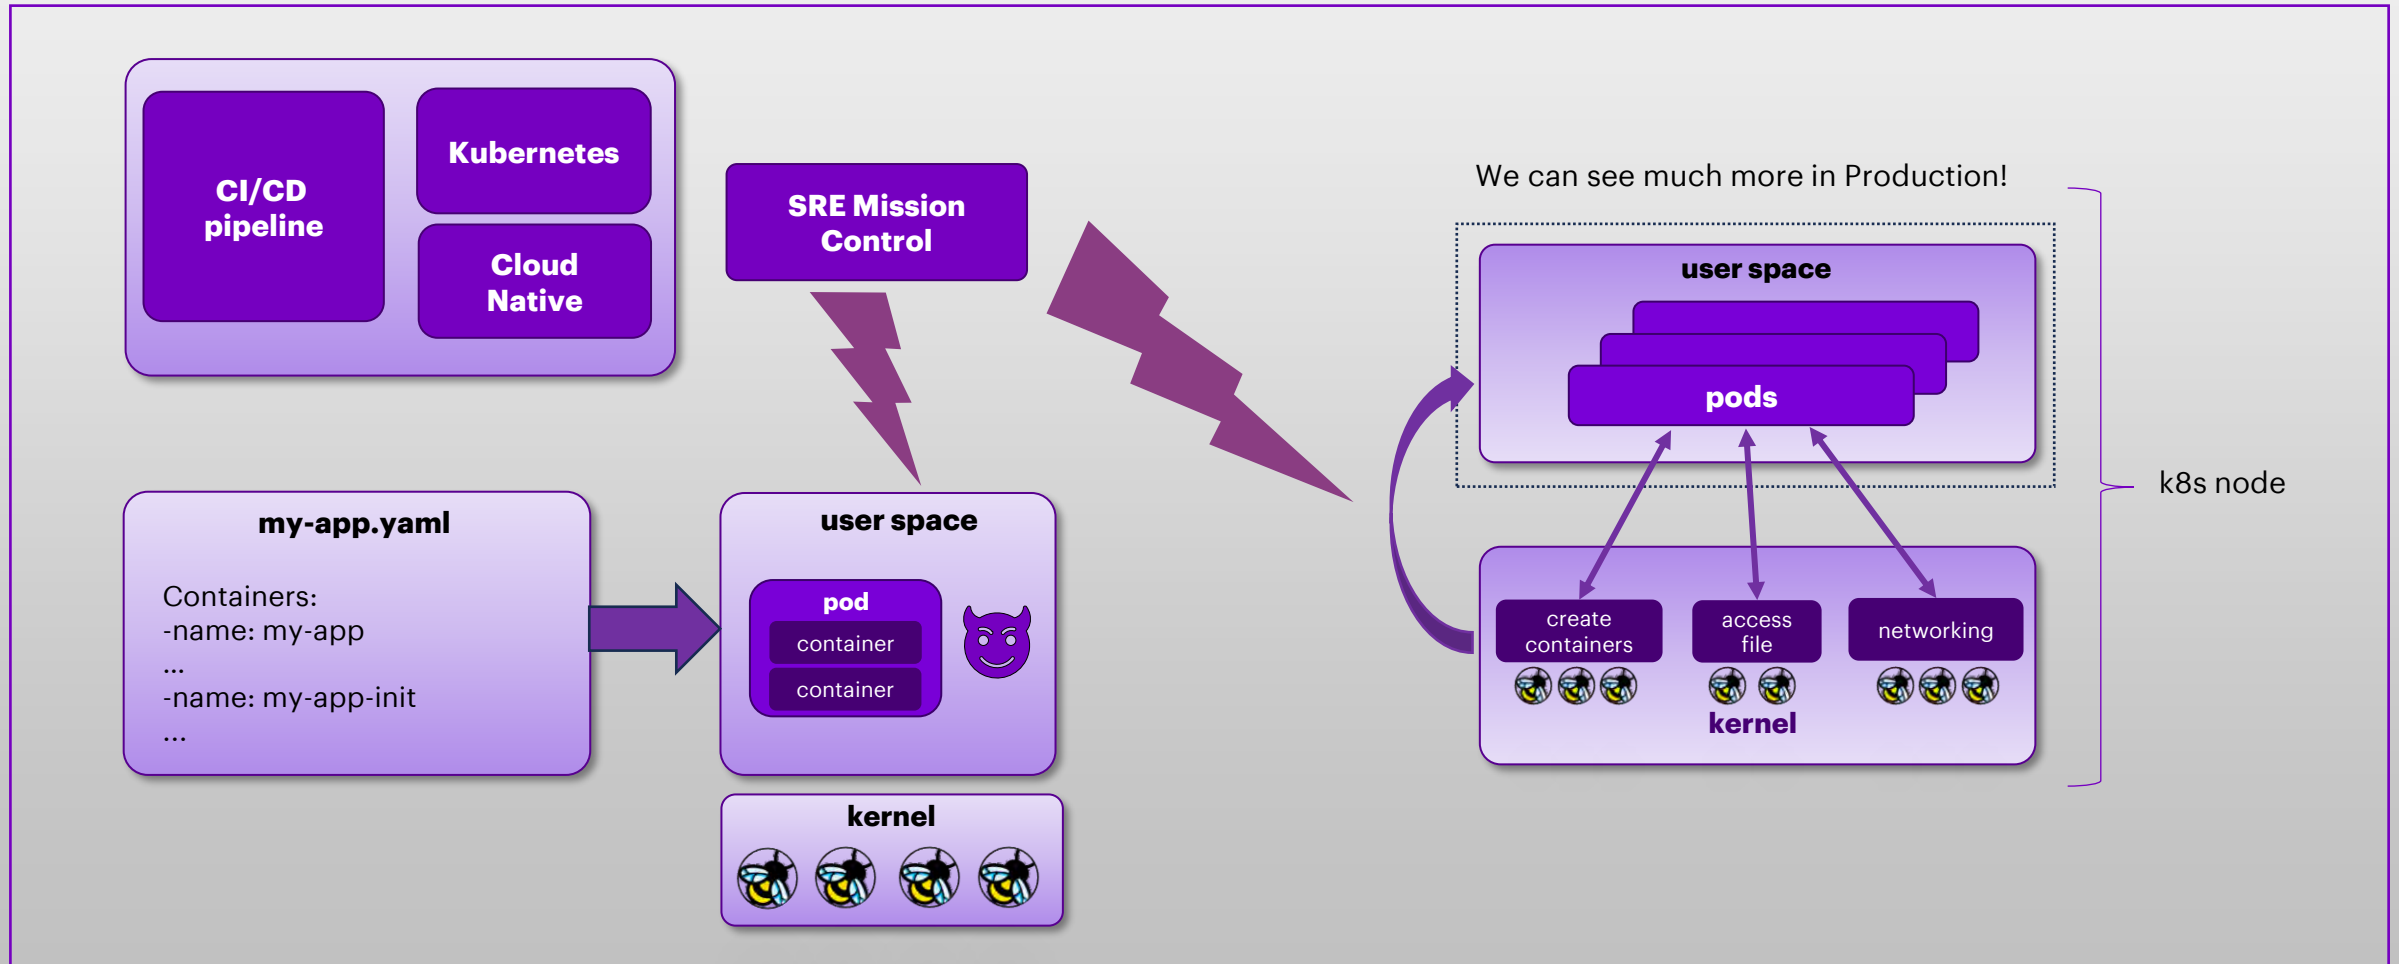 CI/CD
pipeline
Kubernetes
Cloud
Native
SRE Mission
Control
We can see much more in Production!
user space
pods
k8s node
create
containers
access
file
networking
kernel
my-app.yaml
Containers:
-name: my-app
...
-name: my-app-init
...
user space
pod
container
container
kernel